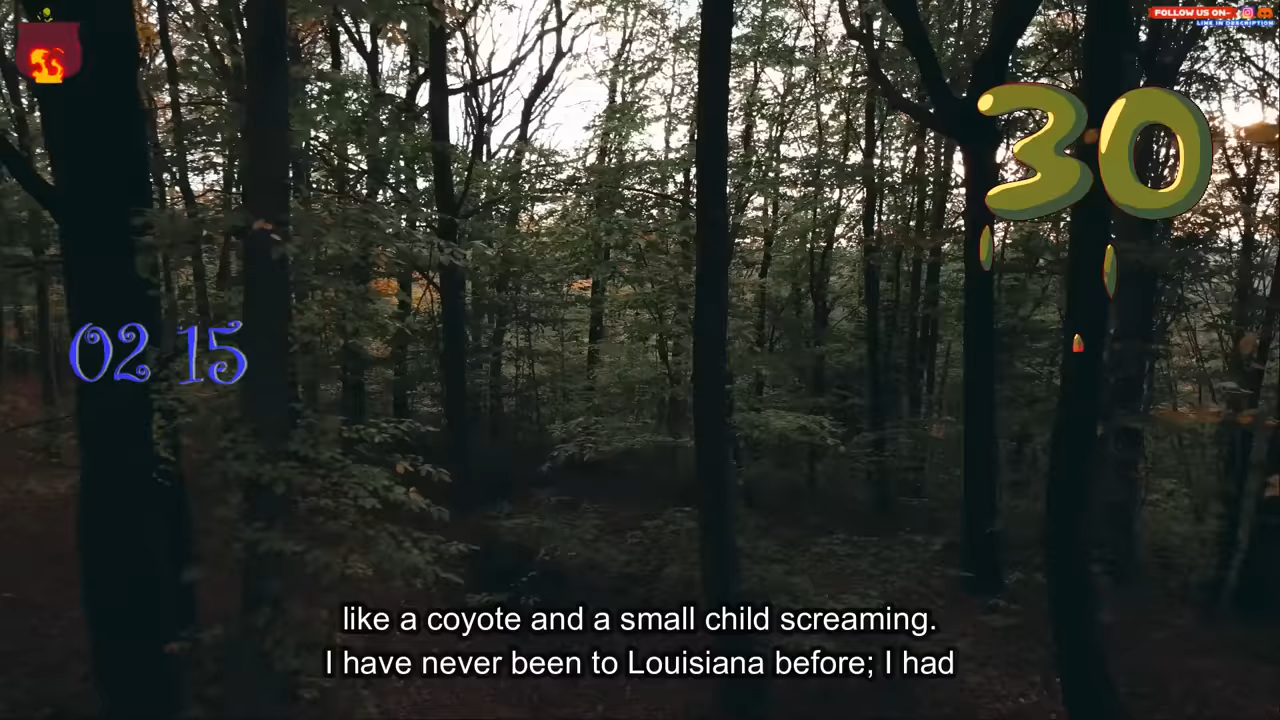 FOLLOW US ON-
LINK IN DESCRIPTION
30
02 15
like a coyote and a small child screaming.
I have never been to Louisiana before; I had